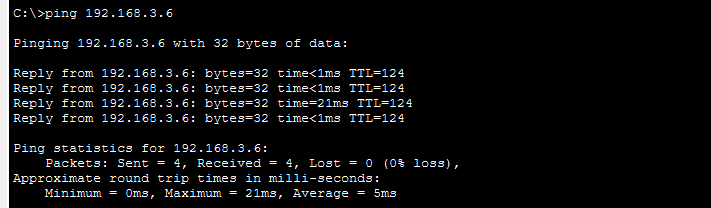 C:\>ping 192.168.3.6
Pinging 192.168.3.6 with 32 bytes of data:
Reply from 192.168.3.6: bytes=32 time<1ms TTL=124
Reply from 192.168.3.6: bytes=32 time<1ms TTL=124
Reply from 192.168.3.6: bytes=32 time=21ms TTL=124
Reply from 192.168.3.6: bytes=32 time<1ms TTL=124
Ping statistics for 192.168.3.6:
Packets: Sent = 4, Received = 4, Lost = 0 (0% loss),
Approximate round trip times in milli-seconds:
Minimum = 0ms, Maximum = 21ms, Average = 5ms